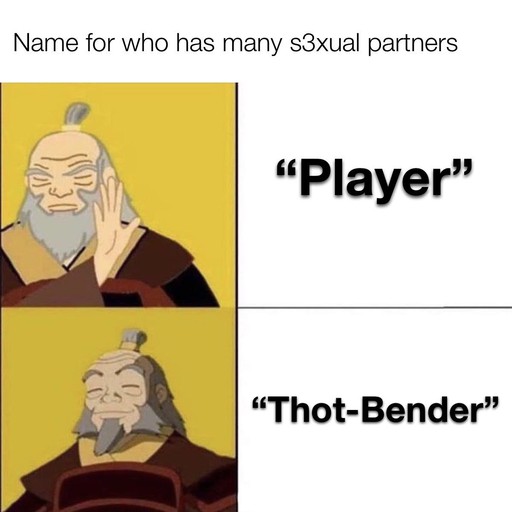 Name for who has many s3xual partners
“Player”
“Thot-Bender”